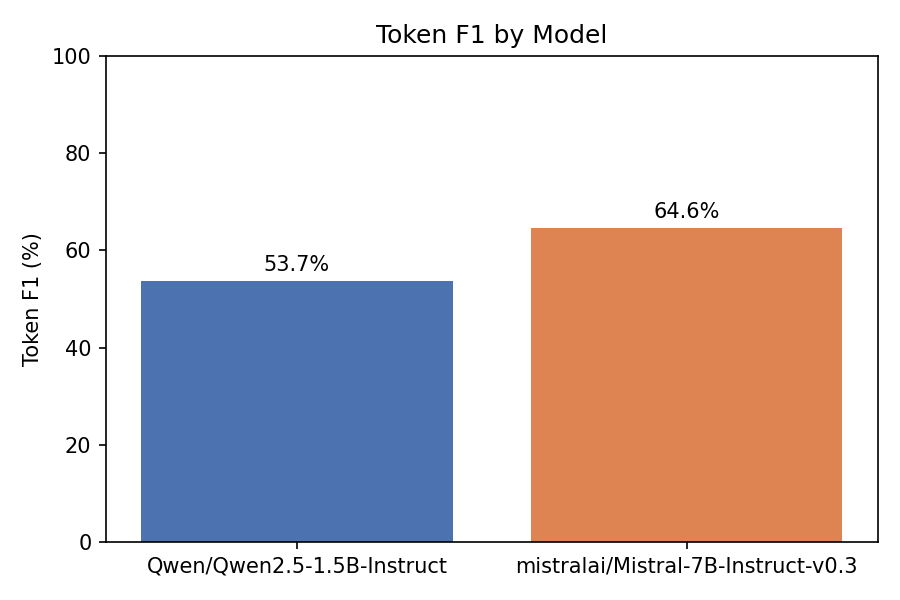 Token F1 by Model
Token F1 (%)
100
80
60
40
20
0
53.7%
64.6%
Qwen/Qwen2.5-1.5B-Instruct
mistralai/Mistral-7B-Instruct-v0.3